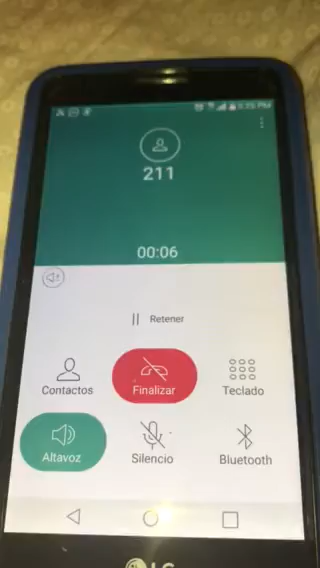 211
00:06
Retener
Contactos
Finalizar
Teclado
Altavoz
Silencio
Bluetooth
LG